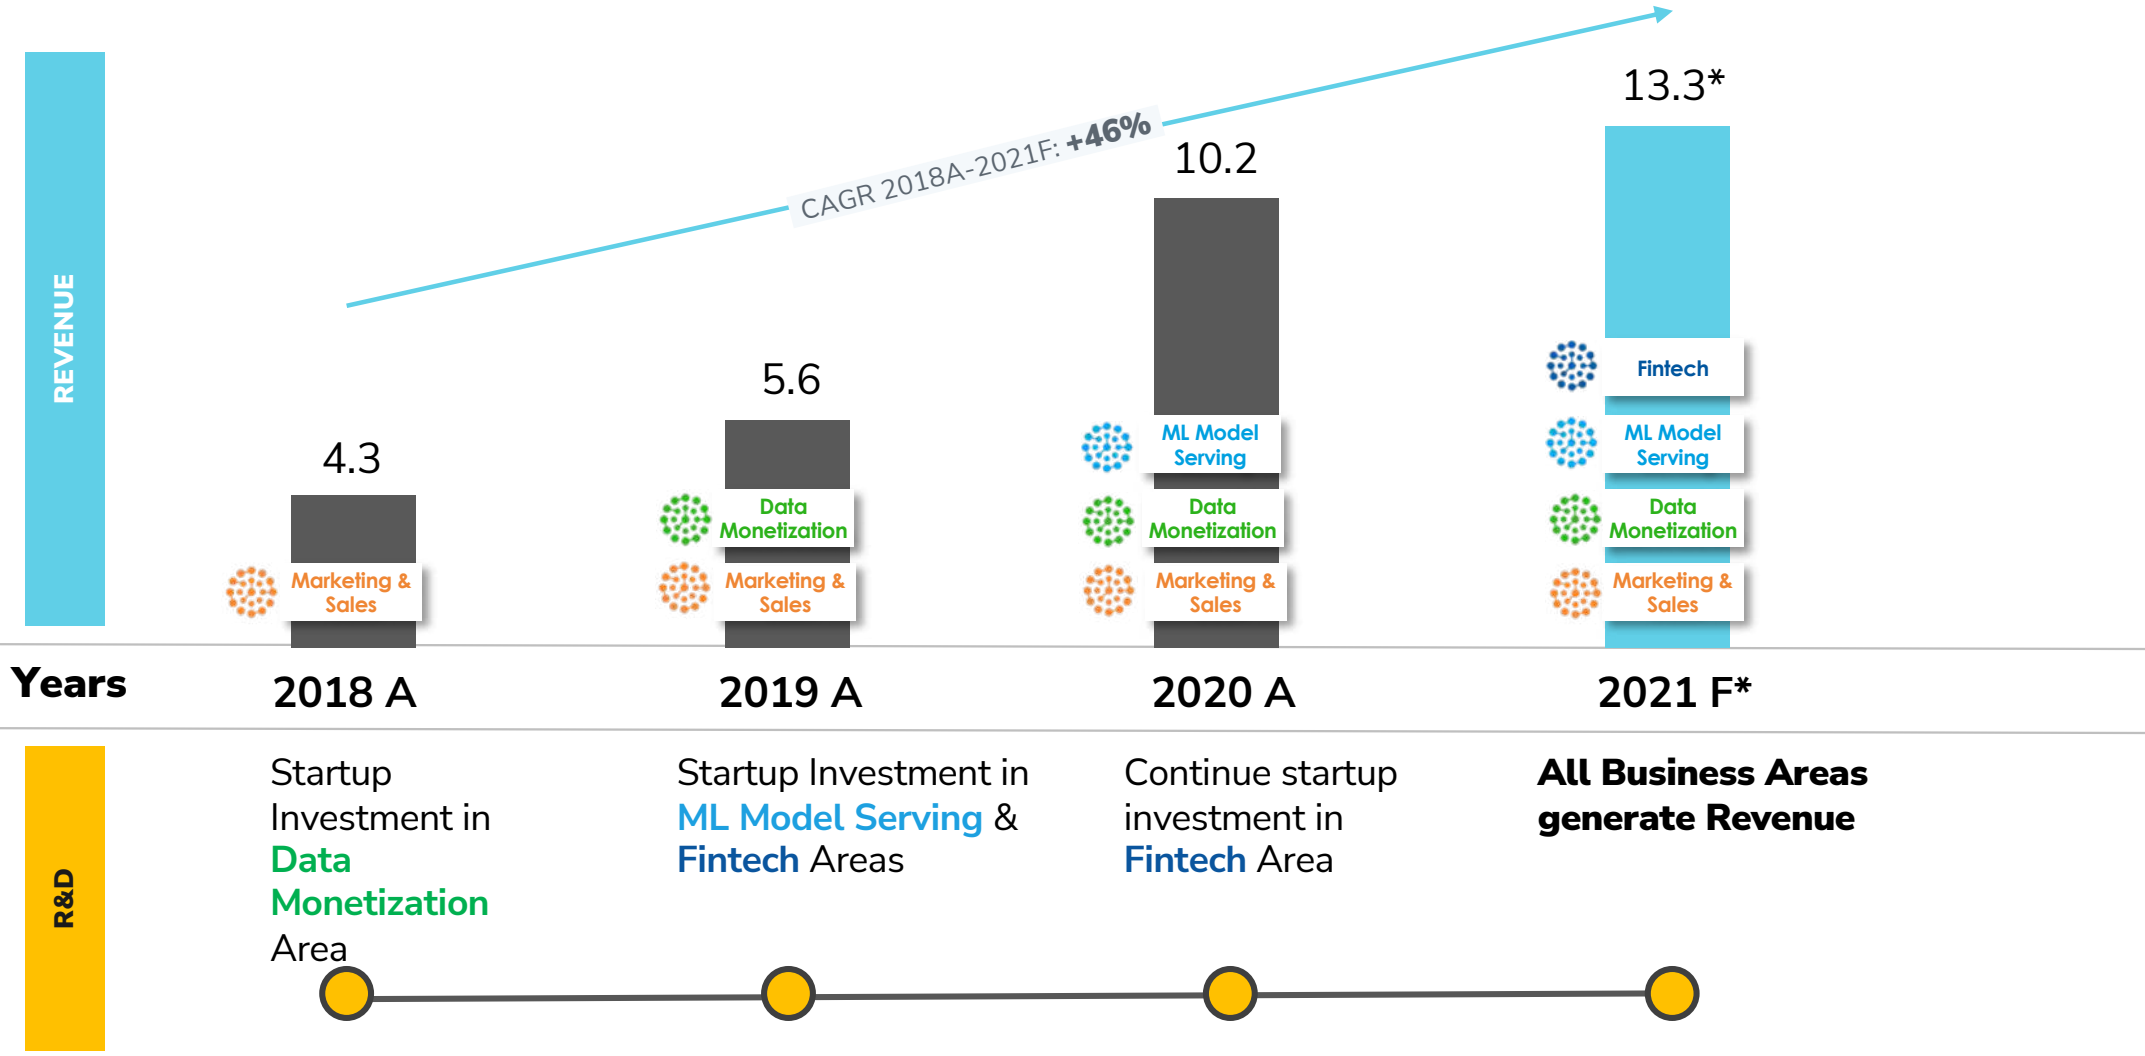 REVENUE
CAGR 2018A-2021F: +46%
4.3
5.6
10.2
13.3*
Marketing &
Sales
Data
Monetization
Marketing &
Sales
ML Model
Serving
Data
Monetization
Marketing &
Sales
Fintech
ML Model
Serving
Data
Monetization
Marketing &
Sales
Years
2018 A
2019 A
2020 A
2021 F*
R&D
Startup
Investment in
Data
Monetization
Area
Startup Investment in
ML Model Serving &
Fintech Areas
Continue startup
investment in
Fintech Area
All Business Areas
generate Revenue